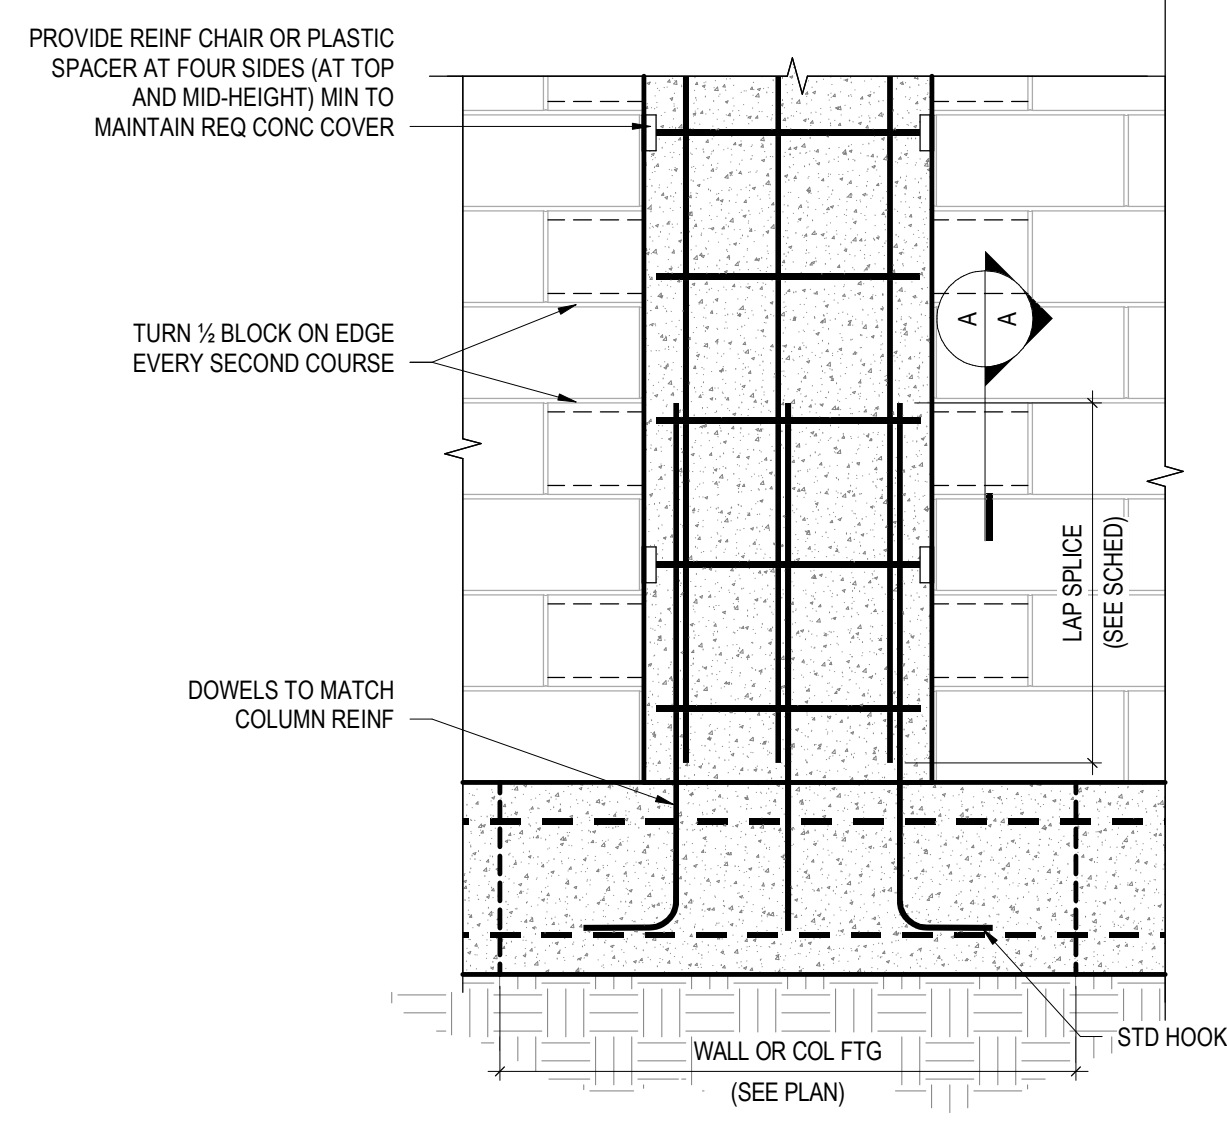 PROVIDE REINF CHAIR OR PLASTIC
SPACER AT FOUR SIDES (AT TOP
AND MID-HEIGHT) MIN TO
MAINTAIN REQ CONC COVER
TURN ½ BLOCK ON EDGE
EVERY SECOND COURSE
A
A
LAP SPLICE
(SEE SCHED)
DOWELS TO MATCH
COLUMN REINF
STD HOOK
WALL OR COL FTG
(SEE PLAN)